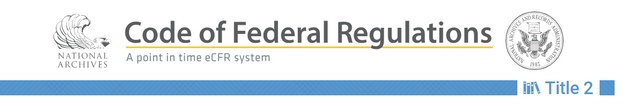 Code of Federal Regulations
A point in time eCFR system
NATIONAL
ARCHIVES
Title 2